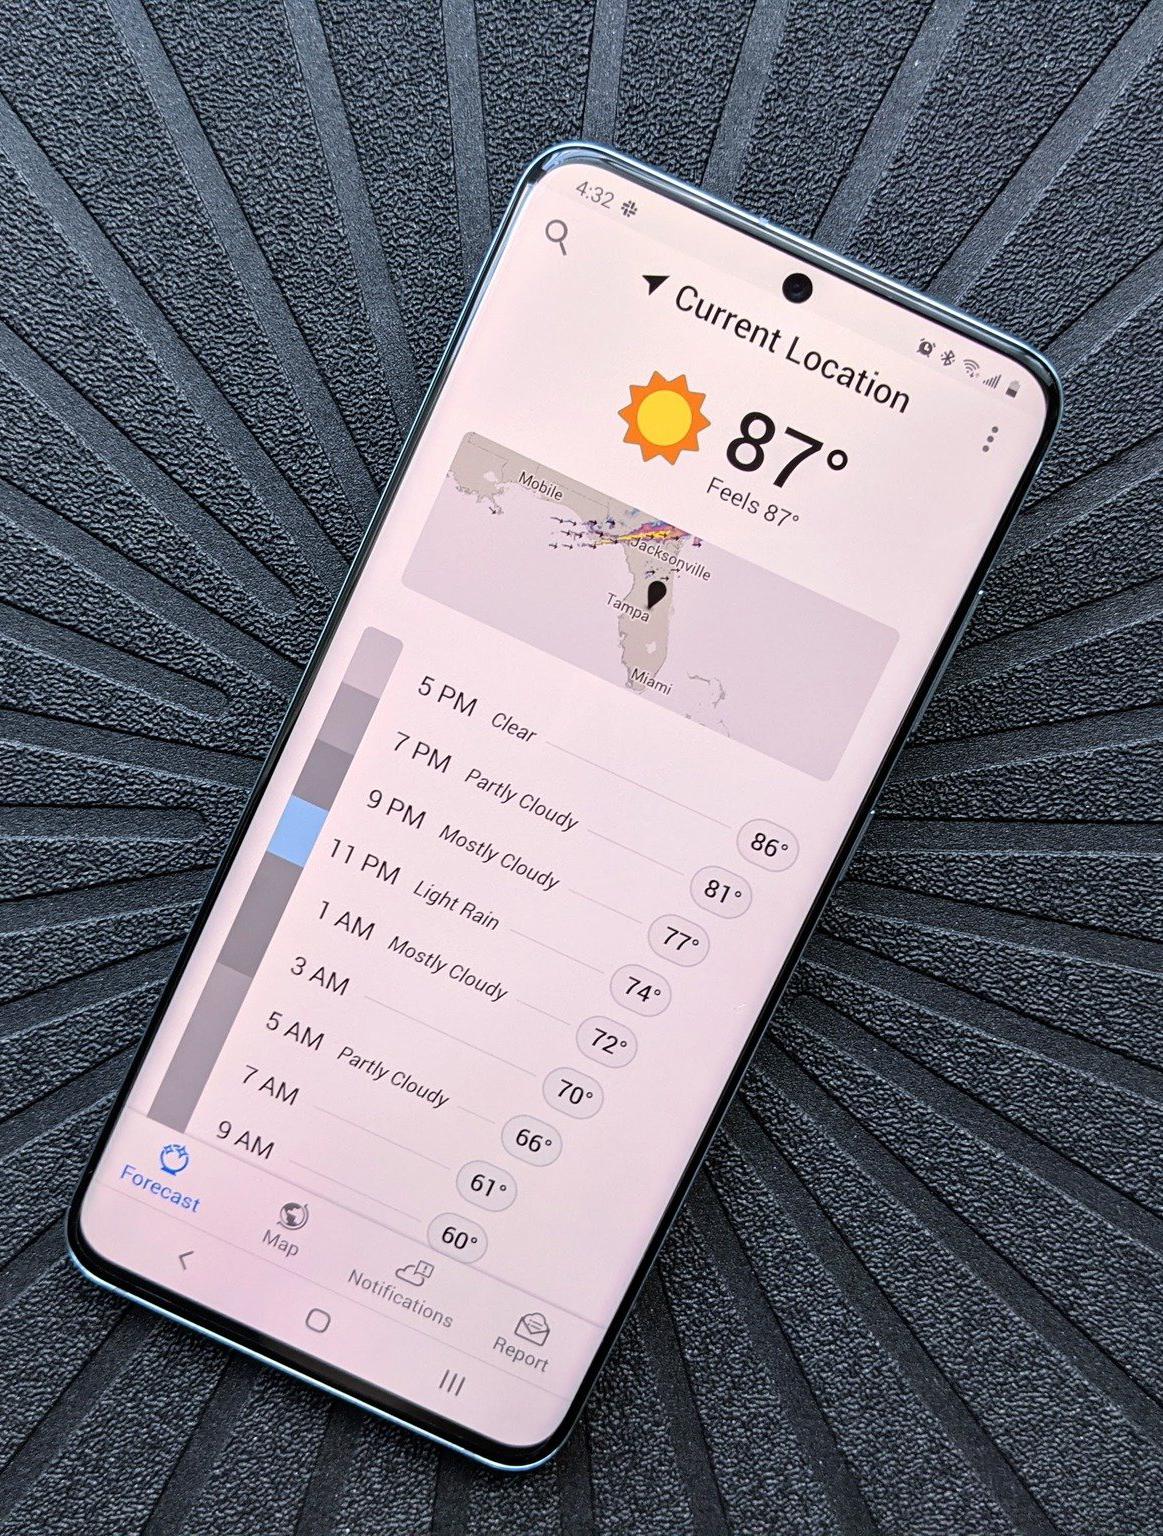 4:32
Current Location
87°
Feels 87°
Mobile
Jacksonville
Tampa
Miami
5 PM Clear 86°
7 PM Partly Cloudy 81°
9 PM Mostly Cloudy 77°
11 PM Light Rain 74°
1 AM Mostly Cloudy 72°
3 AM 70°
5 AM Partly Cloudy 66°
7 AM 61°
9 AM 60°
Forecast
Map
Notifications
Report